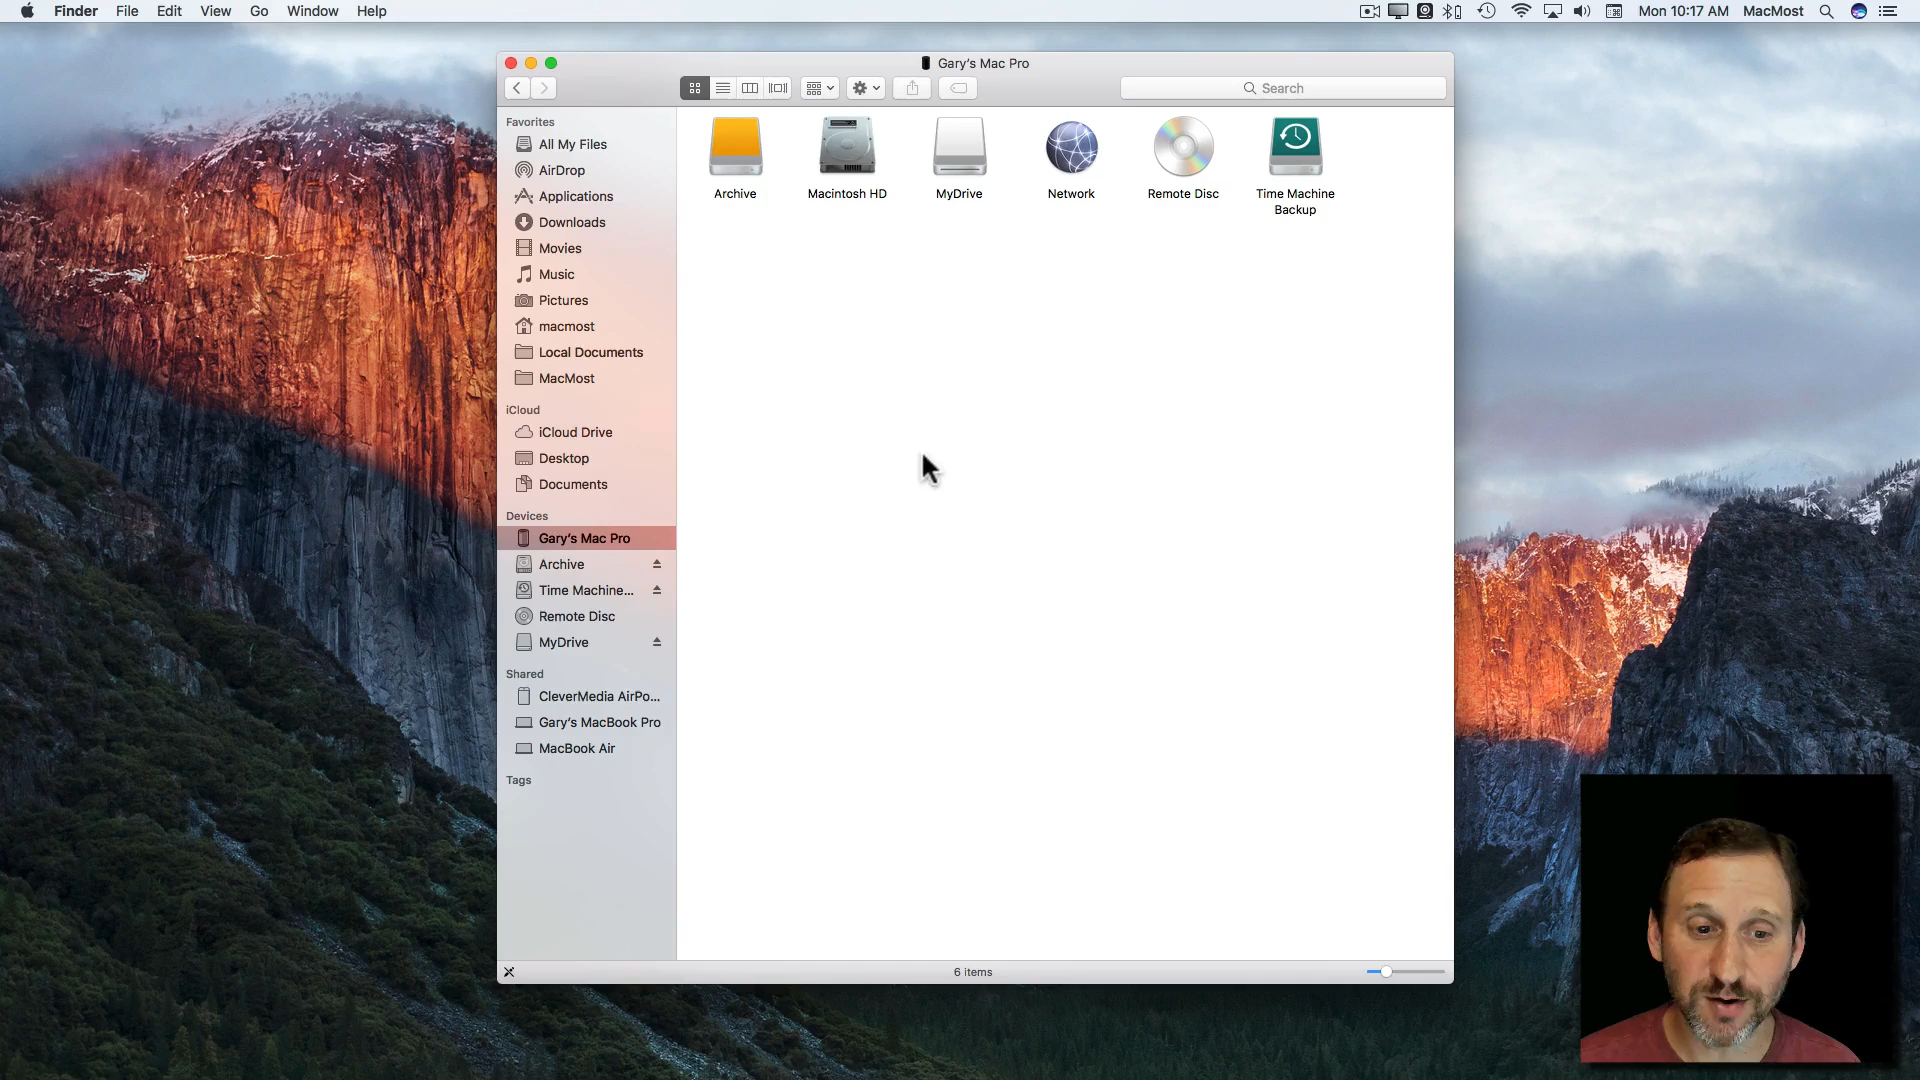 Finder File Edit View Go Window Help Mon 10:17 AM MacMost
Gary's Mac Pro
Search
Favorites
All My Files
AirDrop
Applications
Downloads
Movies
Music
Pictures
macmost
Local Documents
MacMost
iCloud
iCloud Drive
Desktop
Documents
Devices
Gary's Mac Pro
Archive
Time Machine...
Remote Disc
MyDrive
Shared
CleverMedia AirPo...
Gary's MacBook Pro
MacBook Air
Tags
Archive Macintosh HD MyDrive Network Remote Disc Time Machine
Backup
6 items